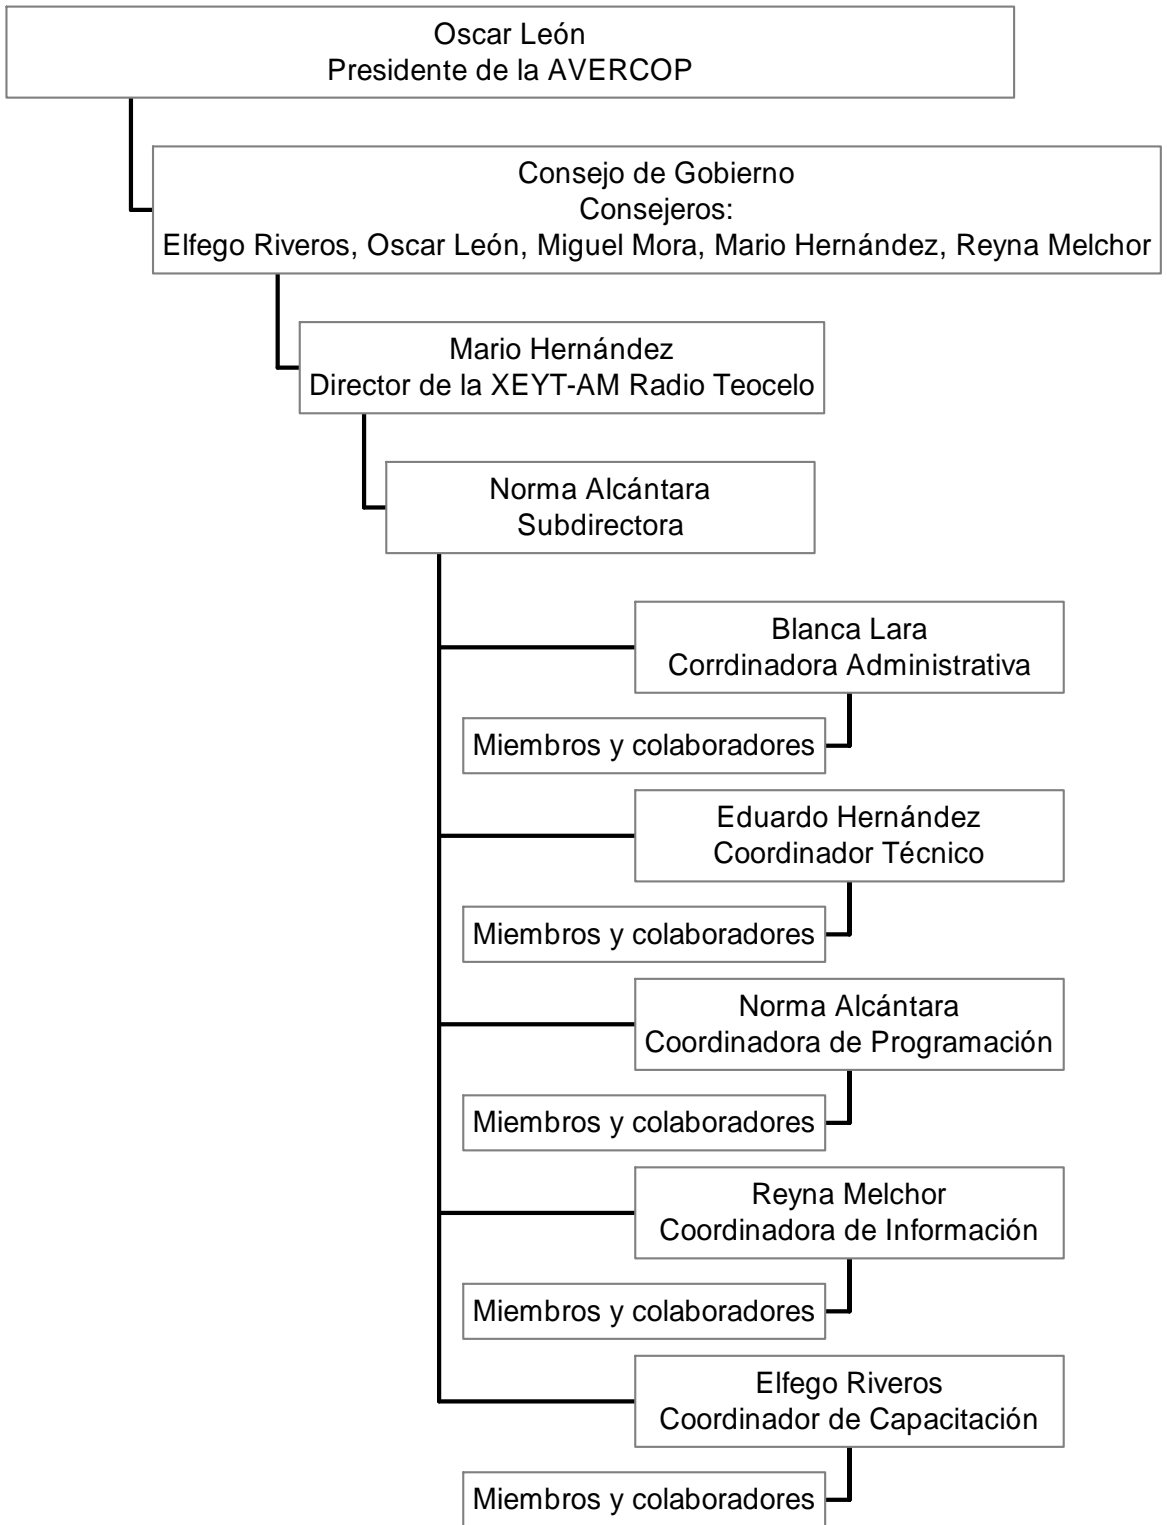 Oscar León
Presidente de la AVERCOP
Consejo de Gobierno
Consejeros:
Elfego Riveros, Oscar León, Miguel Mora, Mario Hernández, Reyna Melchor
Mario Hernández
Director de la XEYT-AM Radio Teocelo
Norma Alcántara
Subdirectora
Blanca Lara
Corrdinadora Administrativa
Miembros y colaboradores
Eduardo Hernández
Coordinador Técnico
Miembros y colaboradores
Norma Alcántara
Coordinadora de Programación
Miembros y colaboradores
Reyna Melchor
Coordinadora de Información
Miembros y colaboradores
Elfego Riveros
Coordinador de Capacitación
Miembros y colaboradores